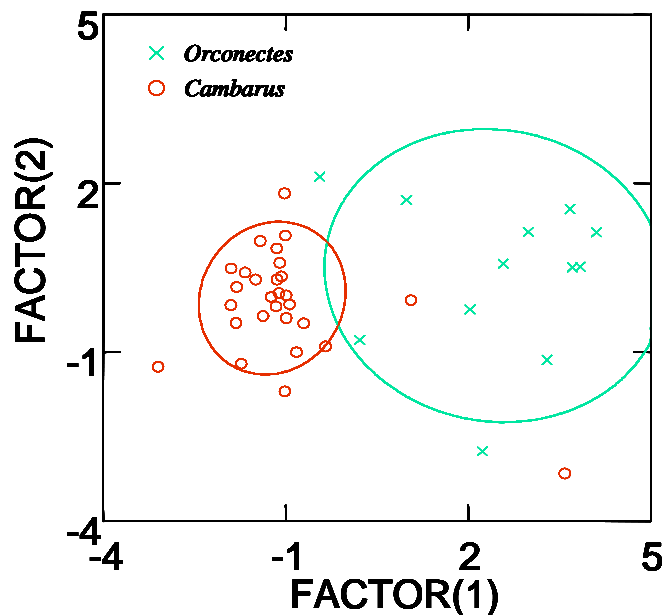 5
Orconectes
Cambarus
2
FACTOR(2)
-1
-4
-4 -1 2 5
FACTOR(1)